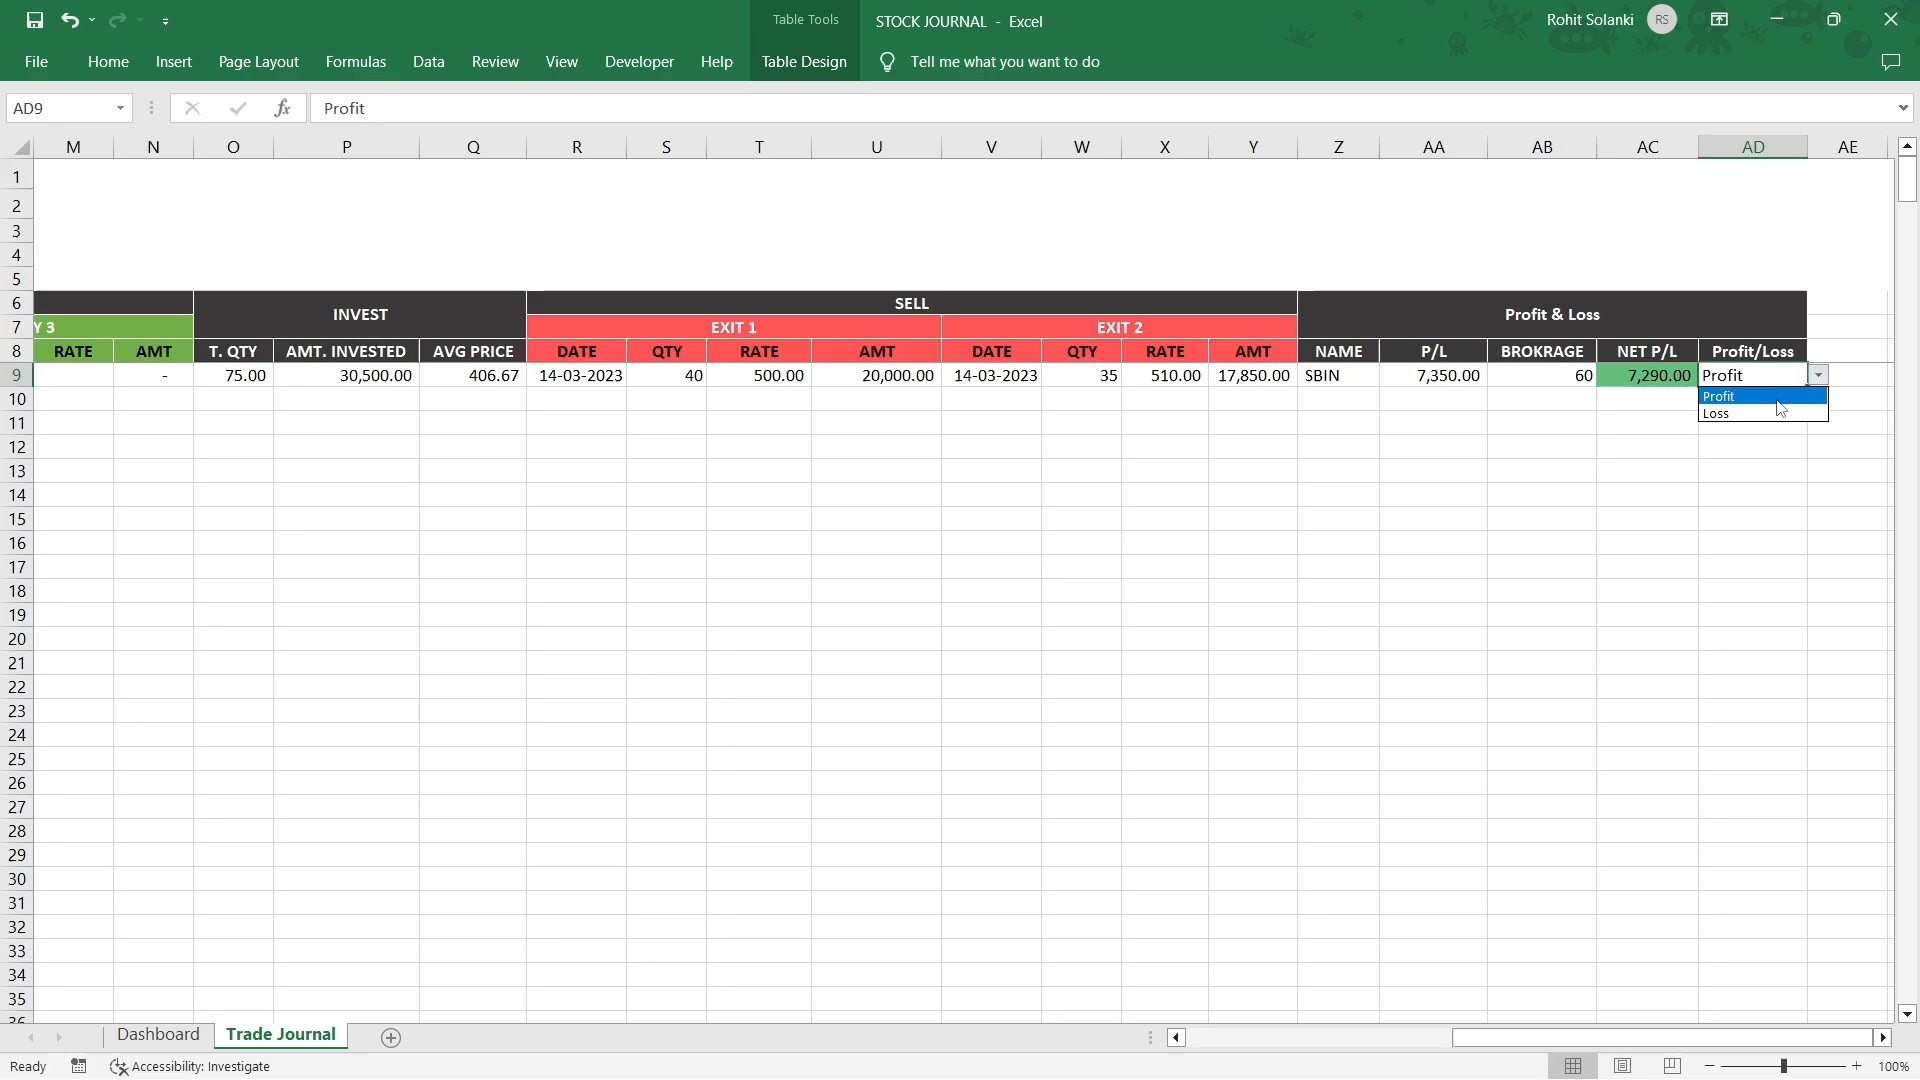 Table Tools
STOCK JOURNAL - Excel
Rohit Solanki
RS
File Home Insert Page Layout Formulas Data Review View Developer Help Table Design Tell me what you want to do
AD9
fx
Profit
M N O P Q R S T U V W X Y Z AA AB AC AD AE
1
2
3
4
5
6 INVEST SELL Profit & Loss
7 Y 3 EXIT 1 EXIT 2
8 RATE AMT T. QTY AMT. INVESTED AVG PRICE DATE QTY RATE AMT DATE QTY RATE AMT NAME P/L BROKRAGE NET P/L Profit/Loss
9 - 75.00 30,500.00 406.67 14-03-2023 40 500.00 20,000.00 14-03-2023 35 510.00 17,850.00 SBIN 7,350.00 60 7,290.00 Profit
Profit
Loss
10
11
12
13
14
15
16
17
18
19
20
21
22
23
24
25
26
27
28
29
30
31
32
33
34
35
36
Dashboard Trade Journal
Ready Accessibility: Investigate 100%